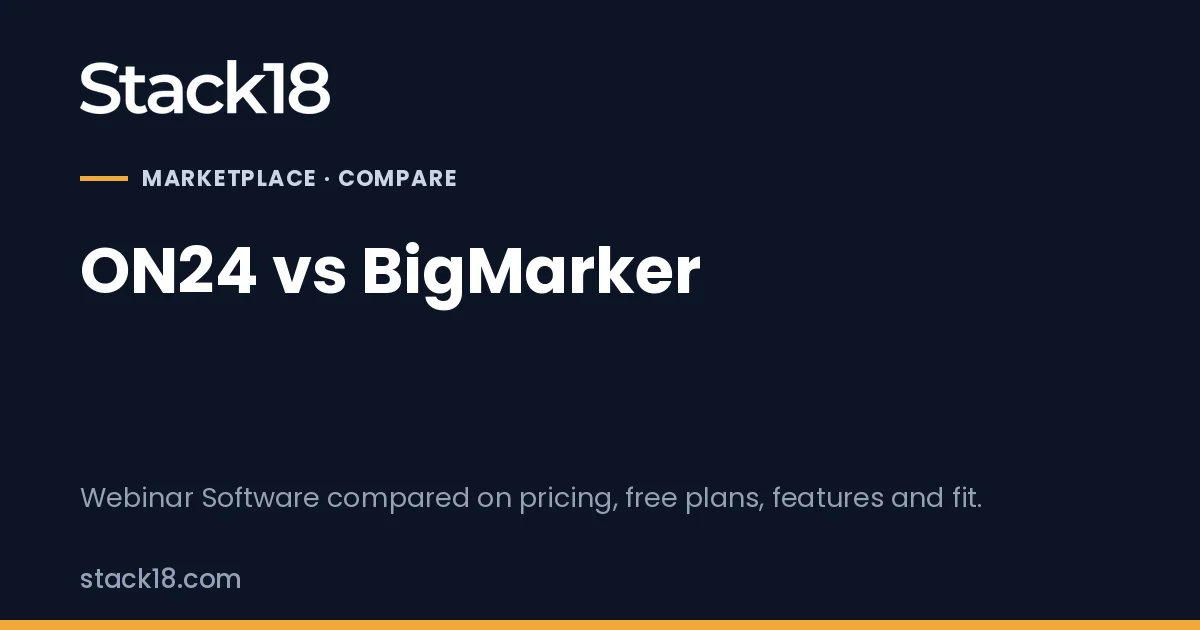 Stack18
MARKETPLACE · COMPARE
ON24 vs BigMarker
Webinar Software compared on pricing, free plans, features and fit.
stack18.com